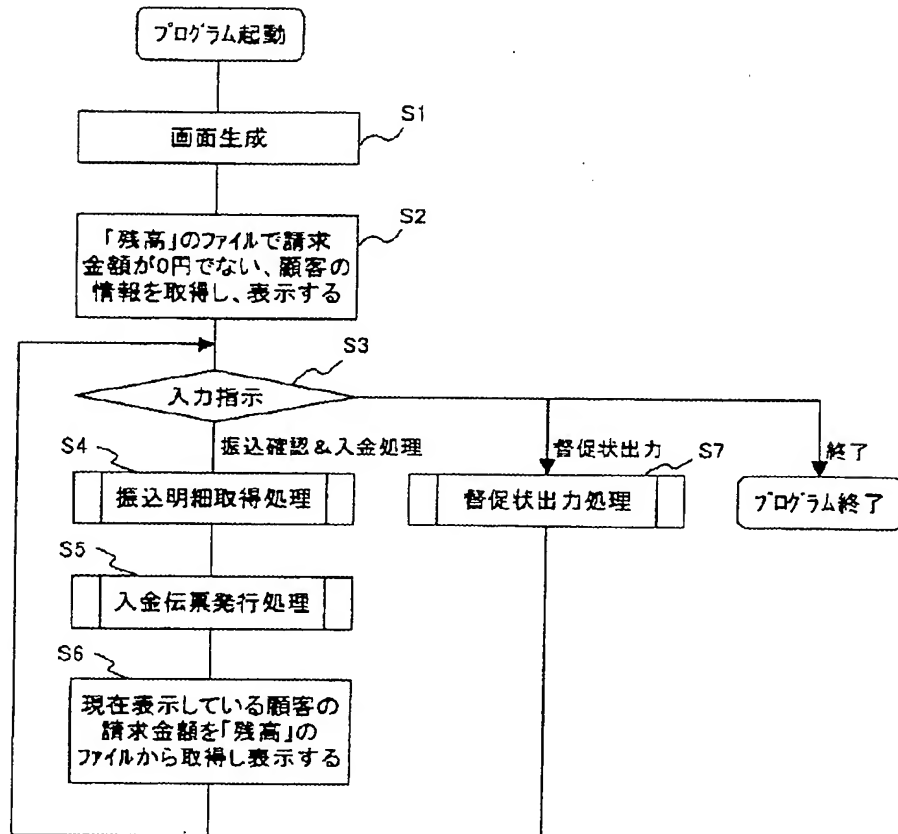 プログラム起動
S1
画面生成
S2
「残高」のファイルで請求
金額が0円でない、顧客の
情報を取得し、表示する
S3
入力指示
振込確認&入金処理
督促状出力
終了
S4
振込明細取得処理
S7
督促状出力処理
プログラム終了
S5
入金伝票発行処理
S6
現在表示している顧客の
請求金額を「残高」の
ファイルから取得し表示する